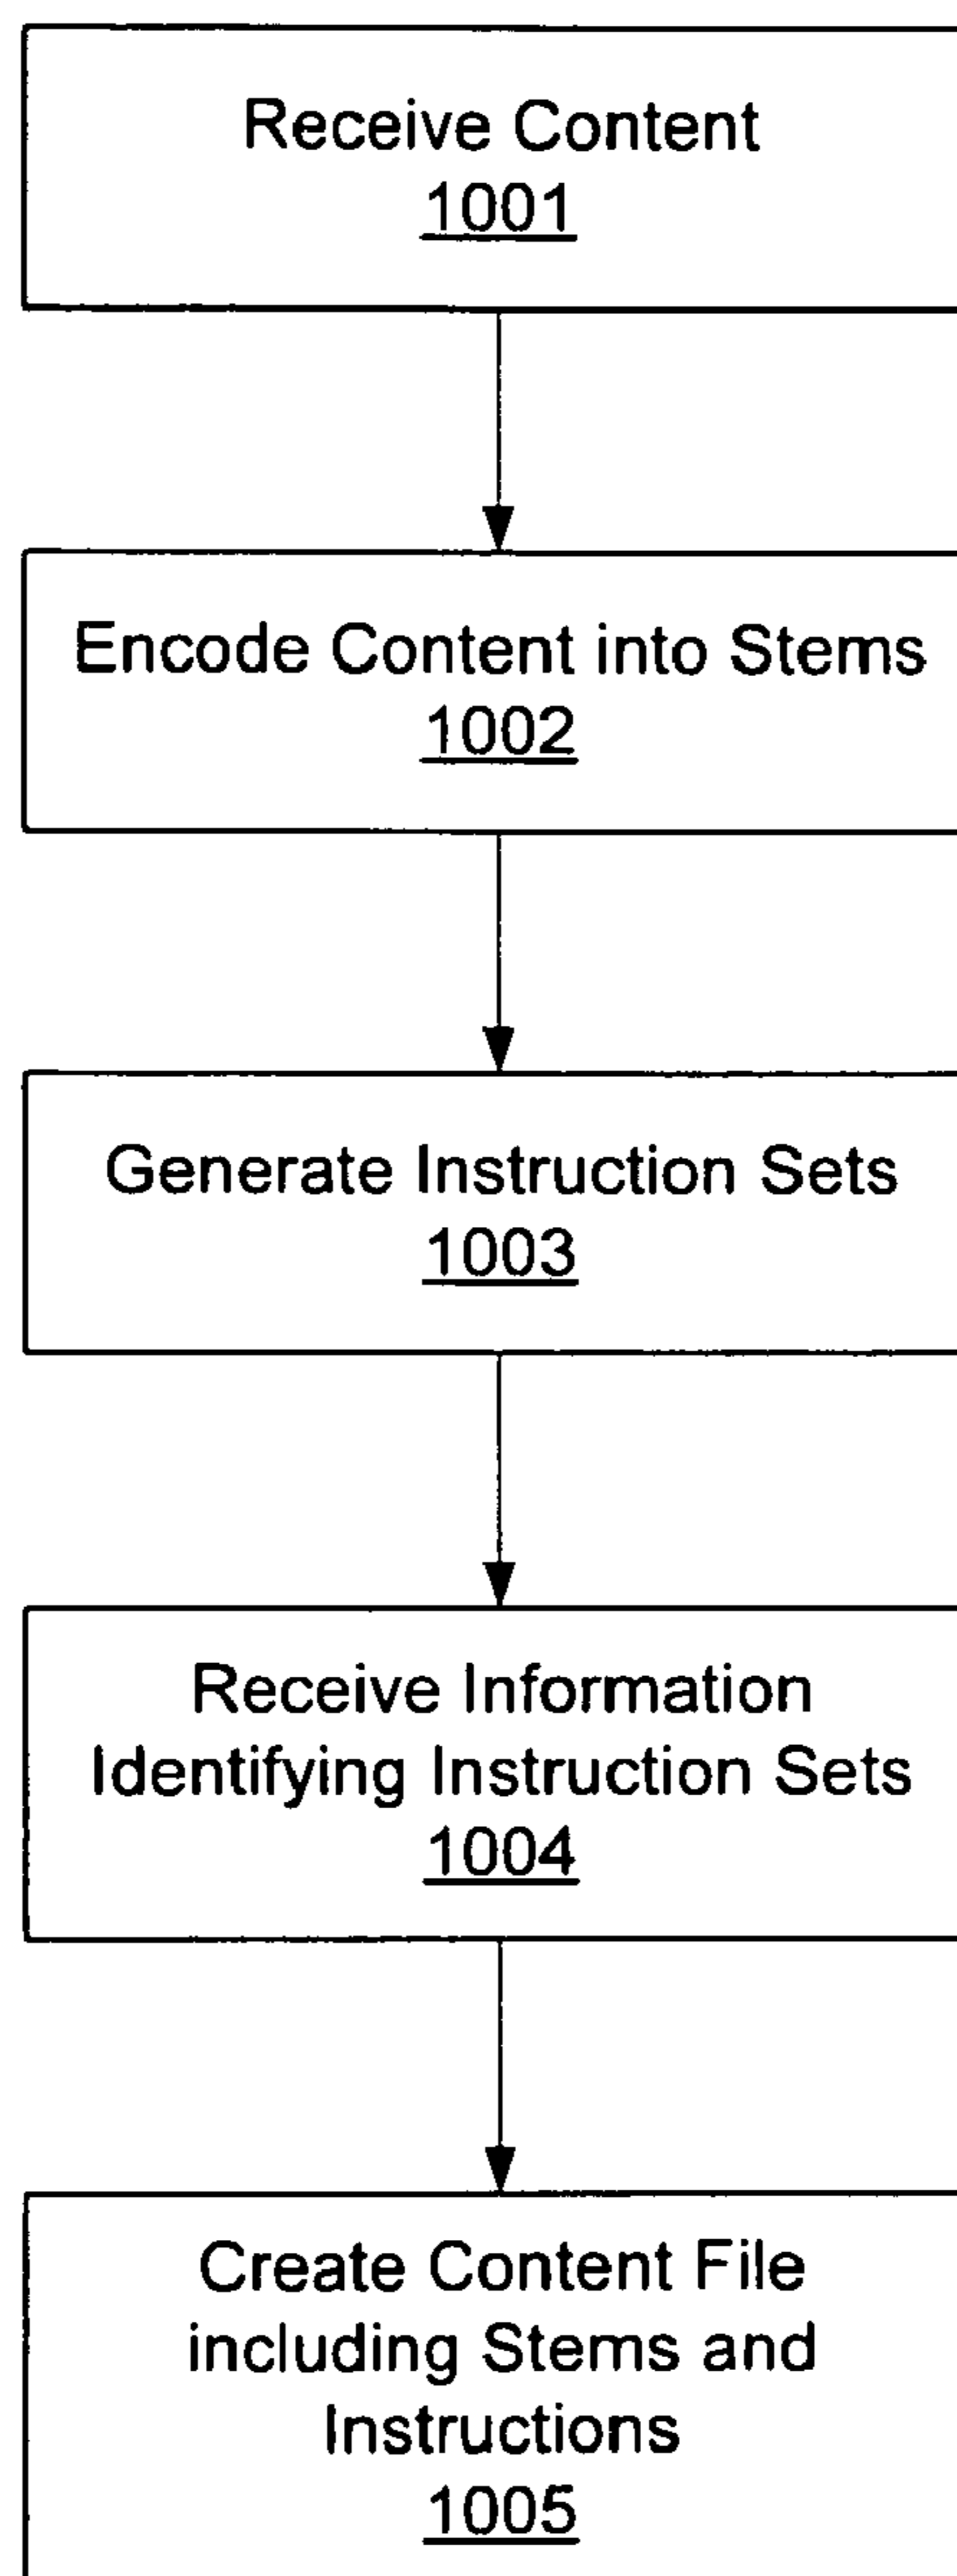 Receive Content
1001
Encode Content into Stems
1002
Generate Instruction Sets
1003
Receive Information
Identifying Instruction Sets
1004
Create Content File
including Stems and
Instructions
1005